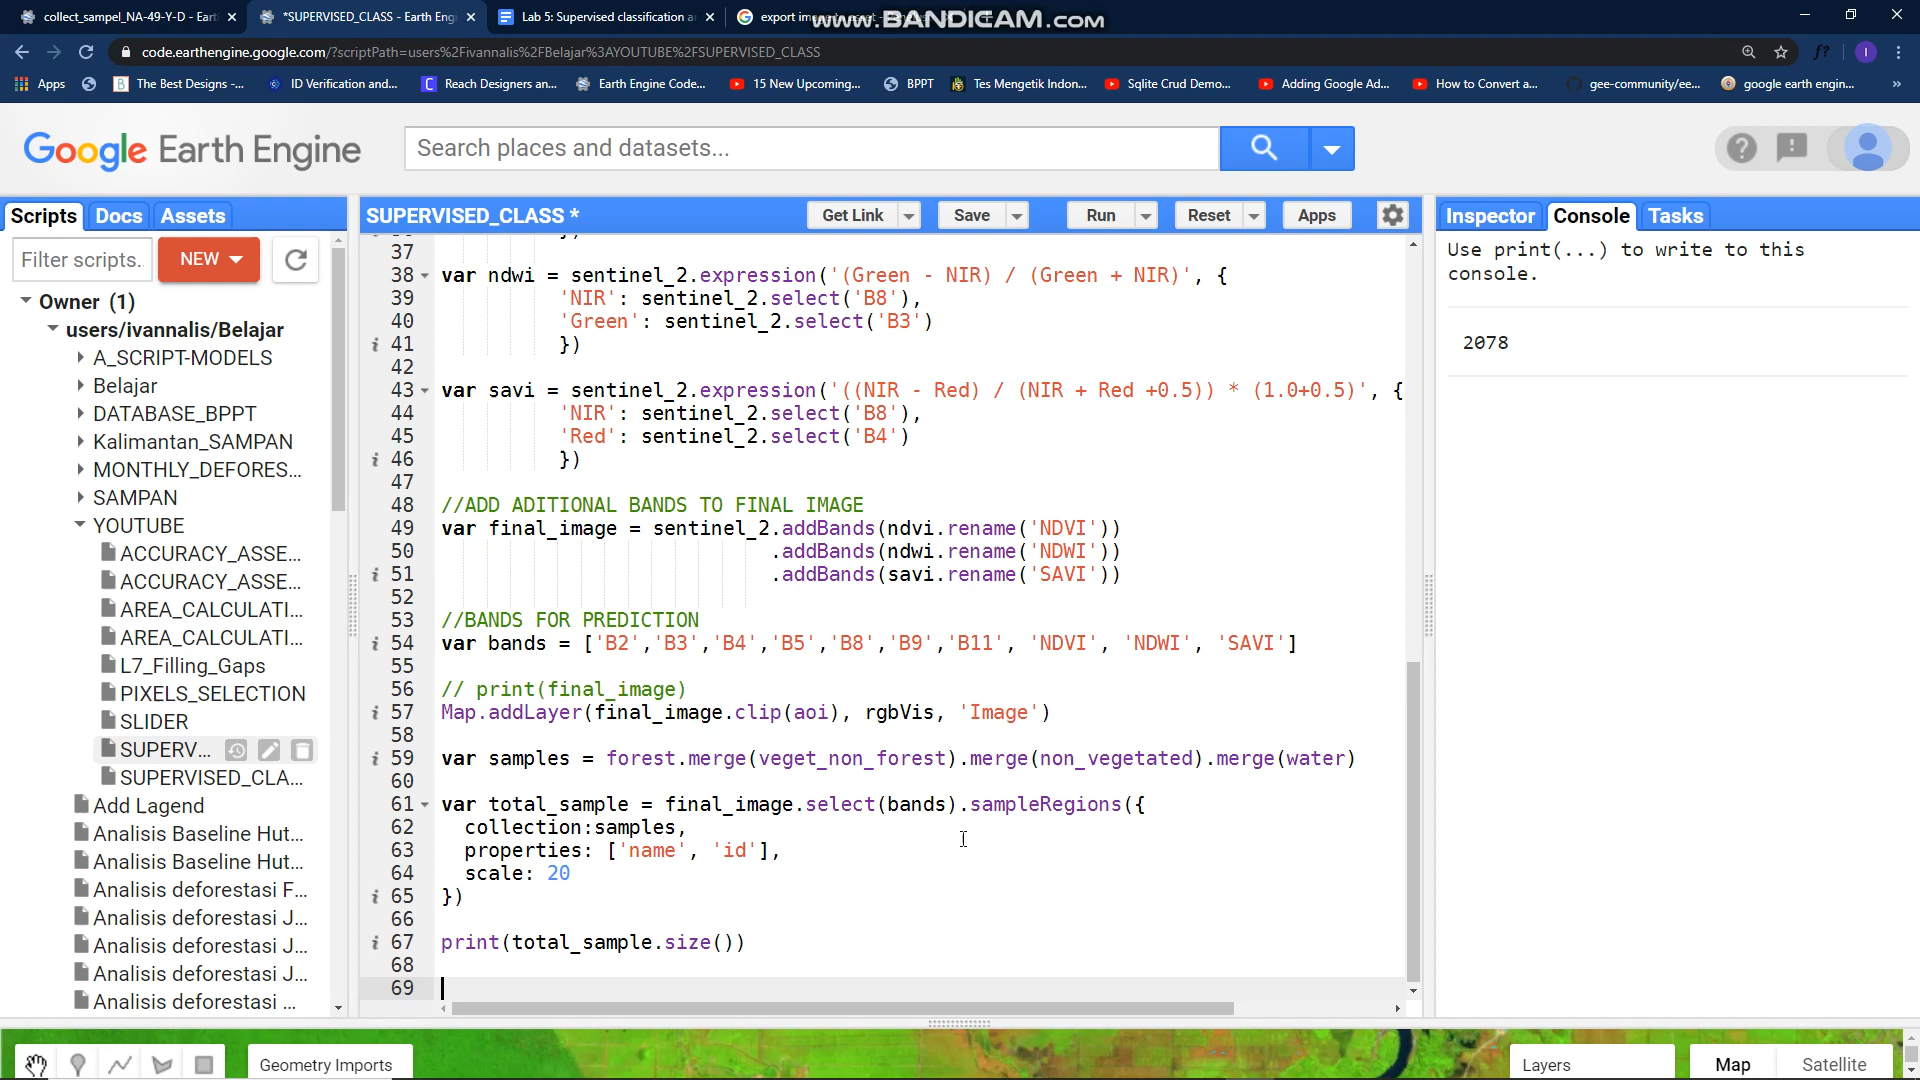 collect_sampel_NA-49-Y-D - Eart
*SUPERVISED_CLASS - Earth Engi
Lab 5: Supervised classification a
export im
www.BANDICAM.com
code.earthengine.google.com/?scriptPath=users%2Fivannalis%2FBelajar%3AYOUTUBE%2FSUPERVISED_CLASS
f?
I
Apps
The Best Designs -...
ID Verification and...
Reach Designers an...
Earth Engine Code...
15 New Upcoming...
BPPT
Tes Mengetik Indon...
Sqlite Crud Demo...
Adding Google Ad...
How to Convert a...
gee-community/ee...
google earth engin...
»
Google Earth Engine
Search places and datasets...
Scripts
Docs
Assets
SUPERVISED_CLASS *
Get Link
Save
Run
Reset
Apps
Inspector
Console
Tasks
Filter scripts..
NEW
Owner (1)
users/ivannalis/Belajar
A_SCRIPT-MODELS
Belajar
DATABASE_BPPT
Kalimantan_SAMPAN
MONTHLY_DEFORES...
SAMPAN
YOUTUBE
ACCURACY_ASSE...
ACCURACY_ASSE...
AREA_CALCULATI...
AREA_CALCULATI...
L7_Filling_Gaps
PIXELS_SELECTION
SLIDER
SUPERV...
SUPERVISED_CLA...
Add Lagend
Analisis Baseline Hut...
Analisis Baseline Hut...
Analisis deforestasi F...
Analisis deforestasi J...
Analisis deforestasi J...
Analisis deforestasi J...
Analisis deforestasi ...
37
38 var ndwi = sentinel_2.expression('(Green - NIR) / (Green + NIR)', {
39 'NIR': sentinel_2.select('B8'),
40 'Green': sentinel_2.select('B3')
i 41 })
42
43 var savi = sentinel_2.expression('((NIR - Red) / (NIR + Red +0.5)) * (1.0+0.5)', {
44 'NIR': sentinel_2.select('B8'),
45 'Red': sentinel_2.select('B4')
i 46 })
47
48 //ADD ADITIONAL BANDS TO FINAL IMAGE
49 var final_image = sentinel_2.addBands(ndvi.rename('NDVI'))
50 .addBands(ndwi.rename('NDWI'))
i 51 .addBands(savi.rename('SAVI'))
52
53 //BANDS FOR PREDICTION
i 54 var bands = ['B2','B3','B4','B5','B8','B9','B11', 'NDVI', 'NDWI', 'SAVI']
55
56 // print(final_image)
i 57 Map.addLayer(final_image.clip(aoi), rgbVis, 'Image')
58
i 59 var samples = forest.merge(veget_non_forest).merge(non_vegetated).merge(water)
60
61 var total_sample = final_image.select(bands).sampleRegions({
62 collection:samples,
63 properties: ['name', 'id'],
64 scale: 20
i 65 })
66
i 67 print(total_sample.size())
68
69
Use print(...) to write to this
console.
2078
Geometry Imports
Layers
Map
Satellite